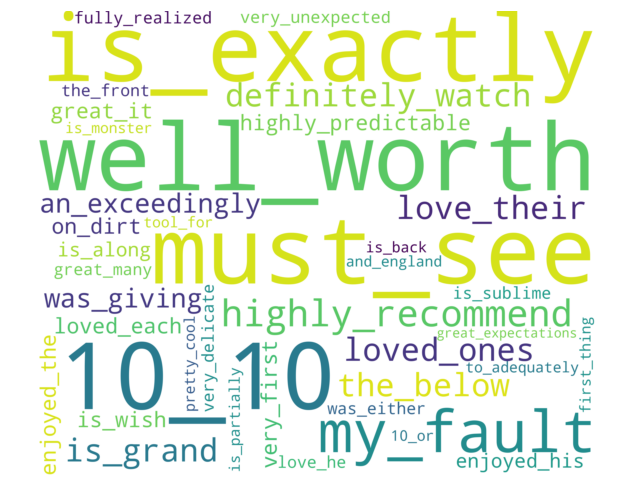 fully_realized
very_unexpected
is_exactly
the_front
definitely_watch
great_it
is_monster
highly_predictable
well_worth
an_exceedingly
love_their
on_dirt
tool_for
must_see
is_along
is_back
great_many
and_england
was_giving
very_delicate
is_sublime
loved_each
pretty_cool
highly_recommend
great_expectations
first_thing
10_10
loved_ones
enjoyed_the
very_first
to_adequately
is_partially
the_below
is_wish
was_either
my_fault
10_or
is_grand
love_he
enjoyed_his